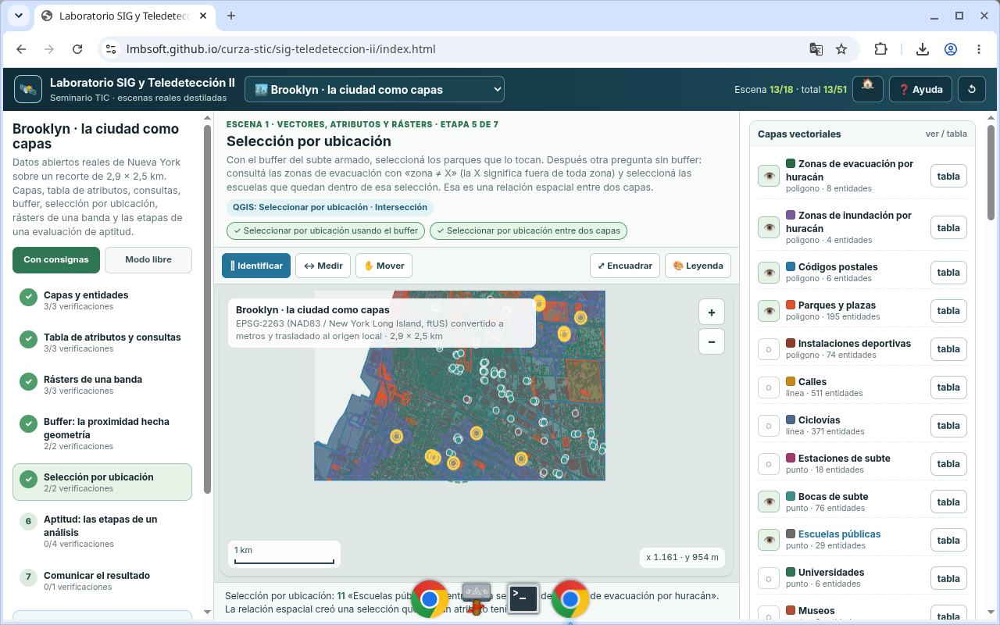 Laboratorio SIG y Teledetecc
lmbsoft.github.io/curza-stic/sig-teledeteccion-ii/index.html
Laboratorio SIG y Teledetección II
Seminario TIC · escenas reales destiladas
Brooklyn · la ciudad como capas
Escena 13/18 · total 13/51
Ayuda
Brooklyn · la ciudad como
capas
Datos abiertos reales de Nueva York
sobre un recorte de 2,9 × 2,5 km.
Capas, tabla de atributos, consultas,
buffer, selección por ubicación,
rásters de una banda y las etapas de
una evaluación de aptitud.
Con consignas
Modo libre
Capas y entidades
3/3 verificaciones
Tabla de atributos y consultas
3/3 verificaciones
Rásters de una banda
3/3 verificaciones
Buffer: la proximidad hecha
geometría
2/2 verificaciones
Selección por ubicación
2/2 verificaciones
6 Aptitud: las etapas de un
análisis
0/4 verificaciones
7 Comunicar el resultado
0/1 verificaciones
ESCENA 1 · VECTORES, ATRIBUTOS Y RÁSTERS · ETAPA 5 DE 7
Selección por ubicación
Con el buffer del subte armado, seleccioná los parques que lo tocan. Después otra pregunta sin buffer:
consultá las zonas de evacuación con «zona ≠ X» (la X significa fuera de toda zona) y seleccioná las
escuelas que quedan dentro de esa selección. Esa es una relación espacial entre dos capas.
QGIS: Seleccionar por ubicación · Intersección
✓ Seleccionar por ubicación usando el buffer
✓ Seleccionar por ubicación entre dos capas
Identificar
Medir
Mover
Encuadrar
Leyenda
Brooklyn · la ciudad como capas
EPSG:2263 (NAD83 / New York Long Island, ftUS) convertido a
metros y trasladado al origen local · 2,9 × 2,5 km
+
−
1 km
x 1.161 · y 954 m
Selección por ubicación: 11 «Escuelas púb
de evacuación por huracán».
La relación espacial creó una selección qu
Capas vectoriales
ver / tabla
Zonas de evacuación por
huracán
polígono · 8 entidades
tabla
Zonas de inundación por
huracán
polígono · 4 entidades
tabla
Códigos postales
polígono · 6 entidades
tabla
Parques y plazas
polígono · 195 entidades
tabla
Instalaciones deportivas
polígono · 74 entidades
tabla
Calles
línea · 511 entidades
tabla
Ciclovías
línea · 371 entidades
tabla
Estaciones de subte
punto · 18 entidades
tabla
Bocas de subte
punto · 76 entidades
tabla
Escuelas públicas
punto · 29 entidades
tabla
Universidades
punto · 6 entidades
tabla
Museos
tabla